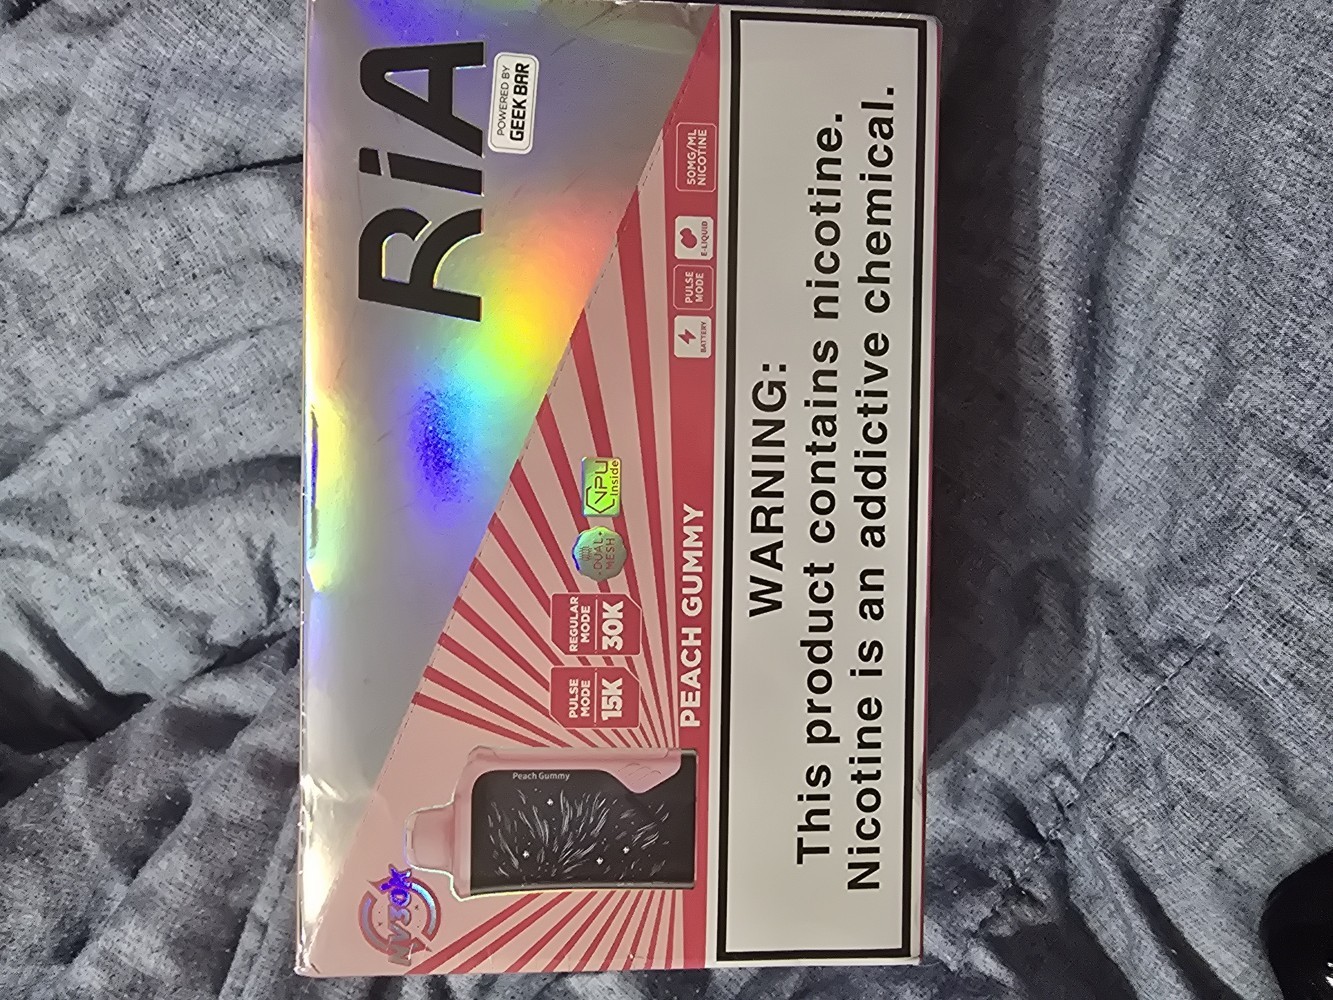 RiA
POWERED BY
GEEK BAR
NV30K
Peach Gummy
PULSE
MODE
15K
REGULAR
MODE
30K
DUAL
MESH
VPU
Inside
PEACH GUMMY
BATTERY
PULSE
MODE
E-LIQUID
50MG/ML
NICOTINE
WARNING:
This product contains nicotine.
Nicotine is an addictive chemical.